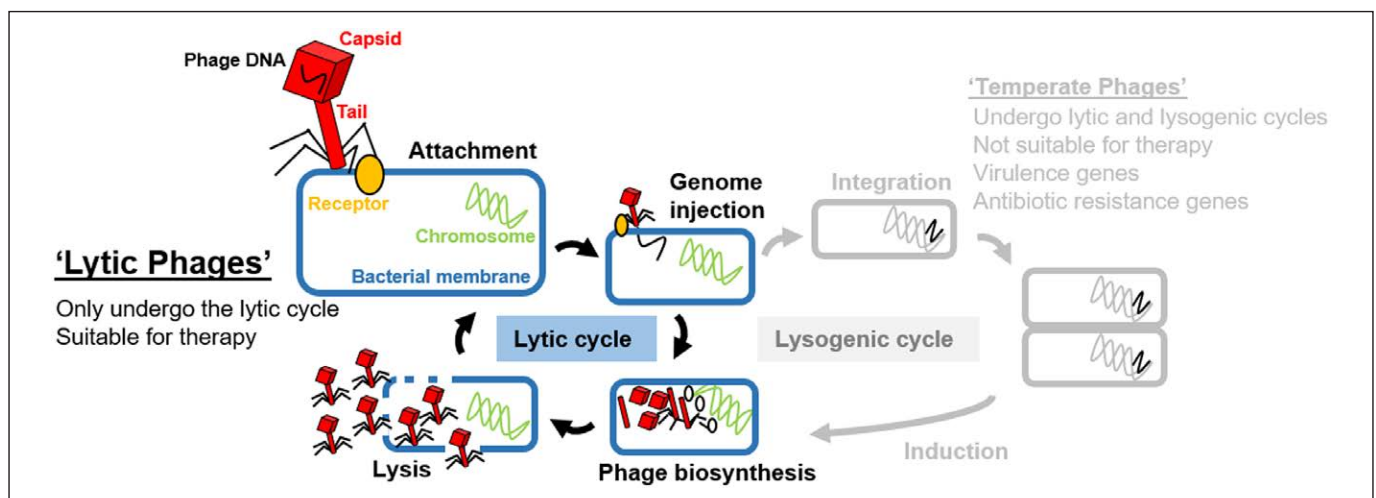 Capsid
Phage DNA
Tail
Attachment
Receptor
Chromosome
Bacterial membrane
'Lytic Phages'
Only undergo the lytic cycle
Suitable for therapy
Genome
injection
Integration
'Temperate Phages'
Undergo lytic and lysogenic cycles
Not suitable for therapy
Virulence genes
Antibiotic resistance genes
Lytic cycle
Lysogenic cycle
Lysis
Phage biosynthesis
Induction